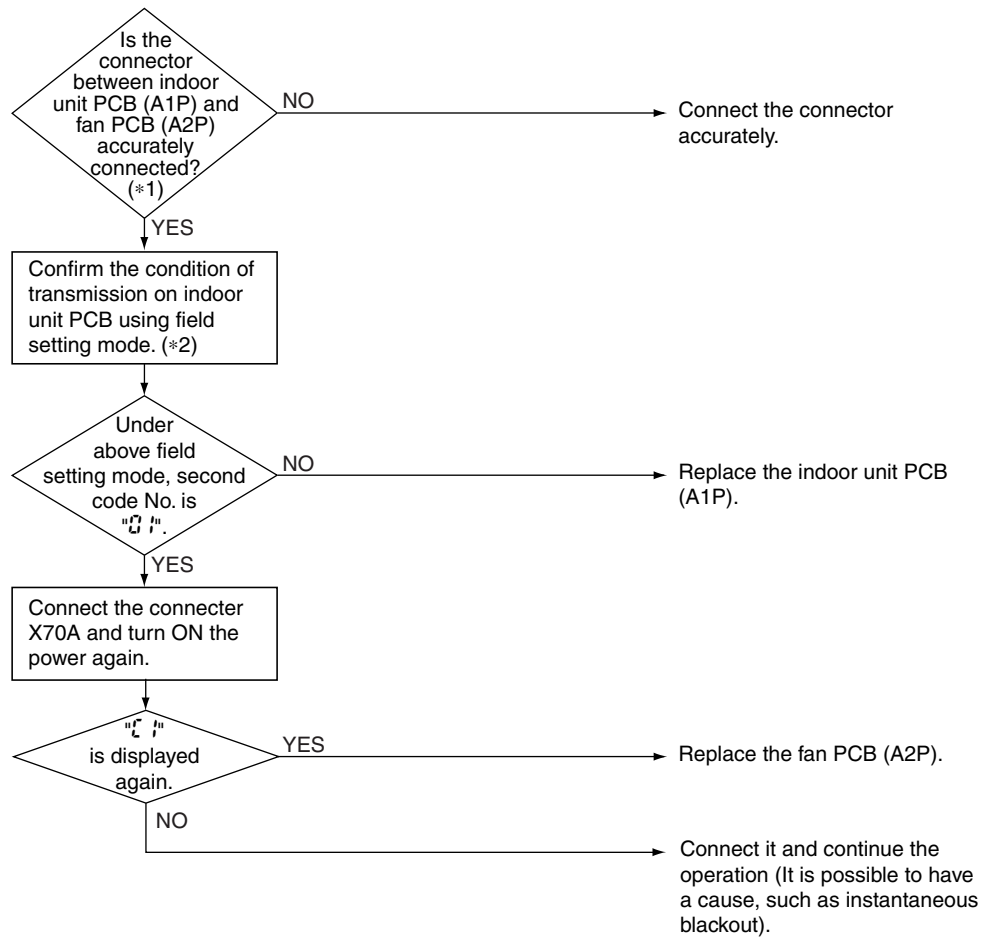 Is the
connector
between indoor
unit PCB (A1P) and
fan PCB (A2P)
accurately
connected?
(*1)
NO
Connect the connector
accurately.
YES
Confirm the condition of
transmission on indoor
unit PCB using field
setting mode. (*2)
Under
above field
setting mode, second
code No. is
"01".
NO
Replace the indoor unit PCB
(A1P).
YES
Connect the connecter
X70A and turn ON the
power again.
"C1"
is displayed
again.
YES
Replace the fan PCB (A2P).
NO
Connect it and continue the
operation (It is possible to have
a cause, such as instantaneous
blackout).